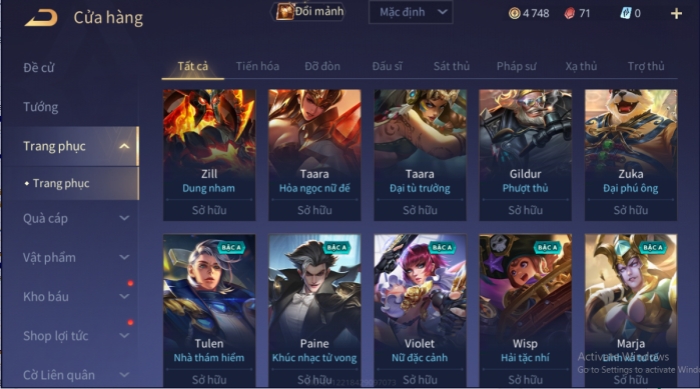 Cửa hàng
Đổi mảnh
Mặc định
4 748
71
0
Đề cử
Tướng
Trang phục
Trang phục
Quà cáp
Vật phẩm
Kho báu
Shop lợi tức
Cờ Liên quân
Tất cả
Tiến hóa
Đỡ đòn
Đấu sĩ
Sát thủ
Pháp sư
Xạ thủ
Trợ thủ
Zill
Dung nham
Sở hữu
Taara
Hỏa ngọc nữ đế
Sở hữu
Taara
Đại tù trưởng
Sở hữu
Gildur
Phượt thủ
Sở hữu
Zuka
Đại phú ông
Sở hữu
BẬC A
Tulen
Nhà thám hiểm
Sở hữu
BẬC A
Paine
Khúc nhạc tử vong
Sở hữu
BẬC A
Violet
Nữ đặc cảnh
Sở hữu
BẬC A
Wisp
Hải tặc nhí
Sở hữu
BẬC A
Marja
Sở hữu
Activate Windows
Go to Settings to activate Win